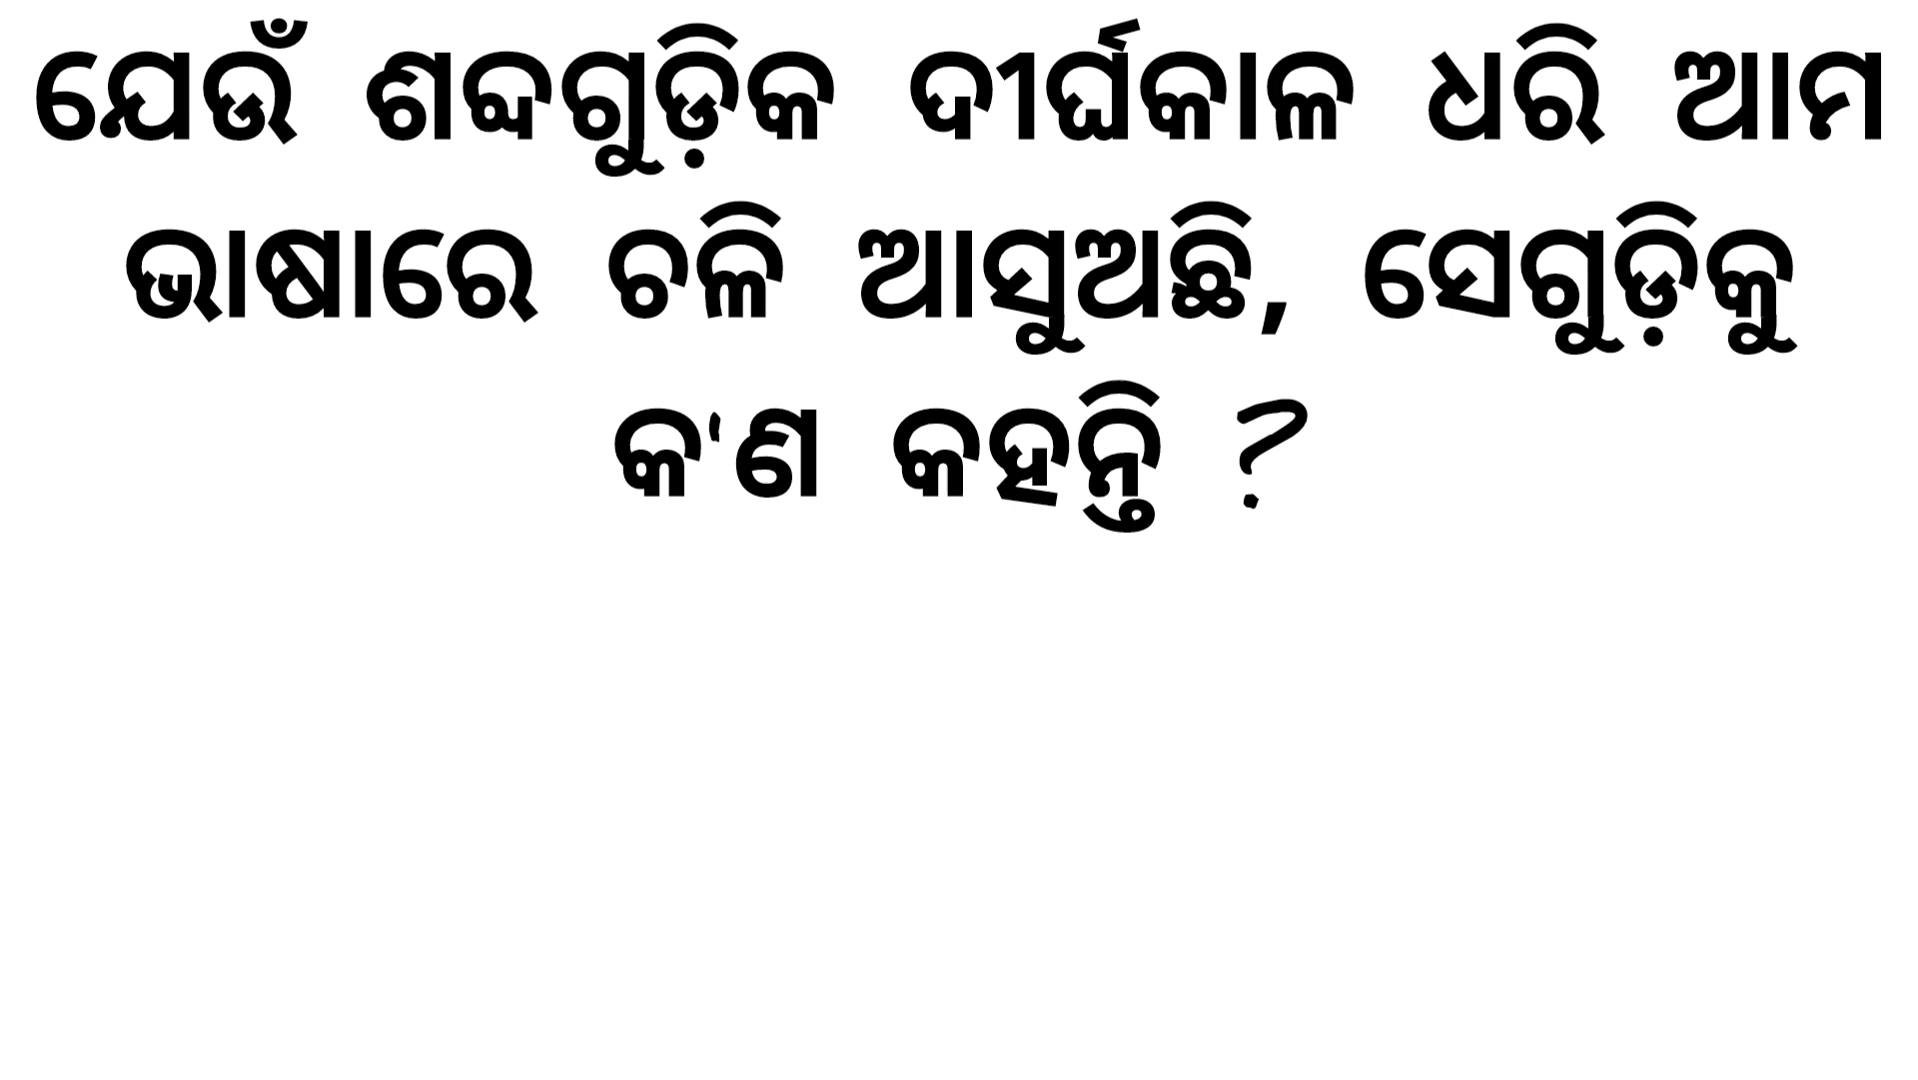 ଯେଉଁ ଶବ୍ଦଗୁଡ଼ିକ ଦୀର୍ଘକାଳ ଧରି ଆମ
ଭାଷାରେ ଚଳି ଆସୁଅଛି, ସେଗୁଡ଼ିକୁ
କ'ଣ କହନ୍ତି ?